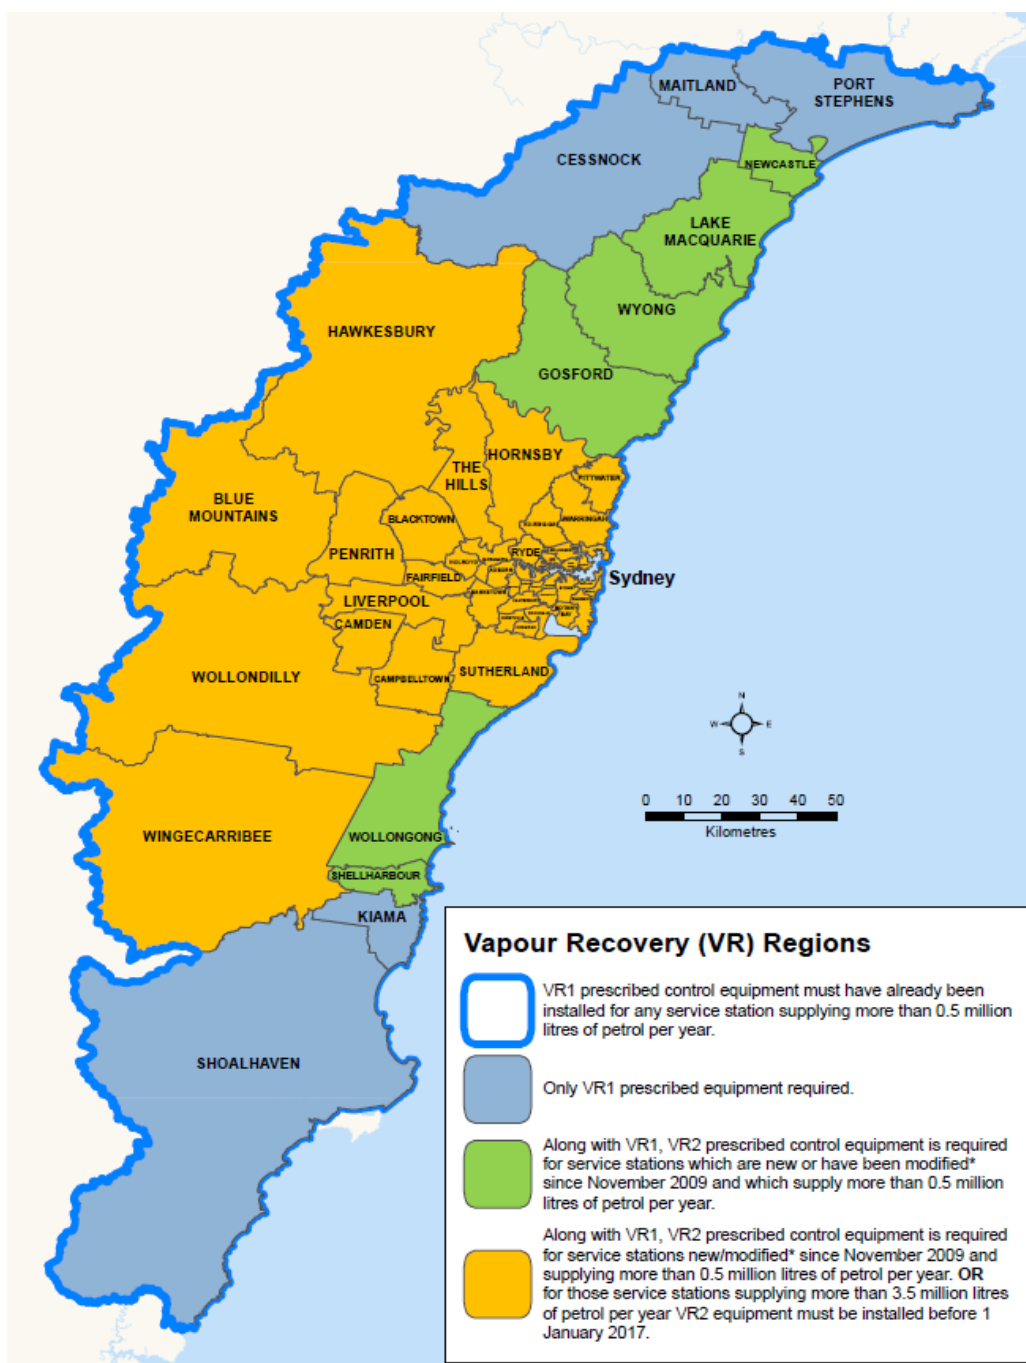 MAITLAND
PORT
STEPHENS
CESSNOCK
NEWCASTLE
LAKE
MACQUARIE
WYONG
HAWKESBURY
GOSFORD
HORNSBY
THE
HILLS
PITTWATER
BLUE
MOUNTAINS
BLACKTOWN
WARRINGAH
PENRITH
RYDE
FAIRFIELD
Sydney
LIVERPOOL
CAMDEN
BOTANY
BAY
WOLLONDILLY
CAMPBELLTOWN
SUTHERLAND
N
W
E
S
0 10 20 30 40 50
Kilometres
WINGECARRIBEE
WOLLONGONG
SHELLHARBOUR
KIAMA
SHOALHAVEN
Vapour Recovery (VR) Regions
VR1 prescribed control equipment must have already been
installed for any service station supplying more than 0.5 million
litres of petrol per year.
Only VR1 prescribed equipment required.
Along with VR1, VR2 prescribed control equipment is required
for service stations which are new or have been modified*
since November 2009 and which supply more than 0.5 million
litres of petrol per year.
Along with VR1, VR2 prescribed control equipment is required
for service stations new/modified* since November 2009 and
supplying more than 0.5 million litres of petrol per year. OR
for those service stations supplying more than 3.5 million litres
of petrol per year VR2 equipment must be installed before 1
January 2017.